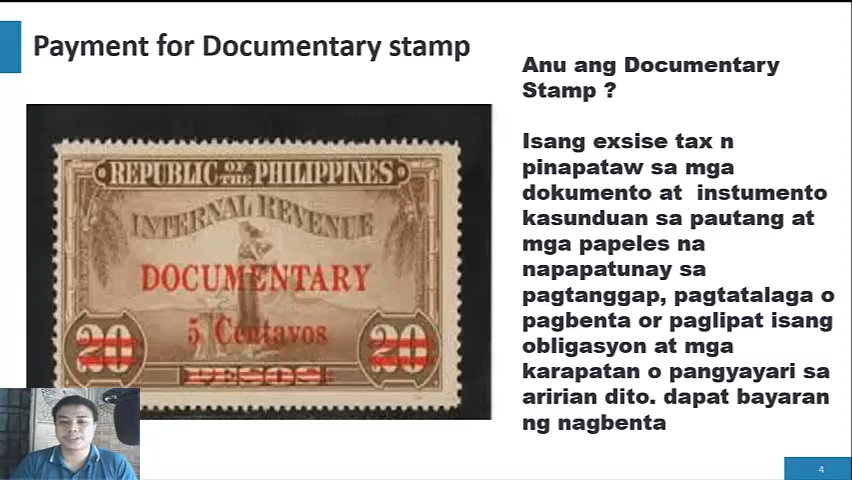 Payment for Documentary stamp
Anu ang Documentary
Stamp ?
Isang exsise tax n
pinapataw sa mga
dokumento at instumento
kasunduan sa pautang at
mga papeles na
napapatunay sa
pagtanggap, pagtatalaga o
pagbenta or paglipat isang
obligasyon at mga
karapatan o pangyayari sa
aririan dito. dapat bayaran
ng nagbenta
REPUBLIC OF THE PHILIPPINES
INTERNAL REVENUE
DOCUMENTARY
5 Centavos
20 20
PESOS
4